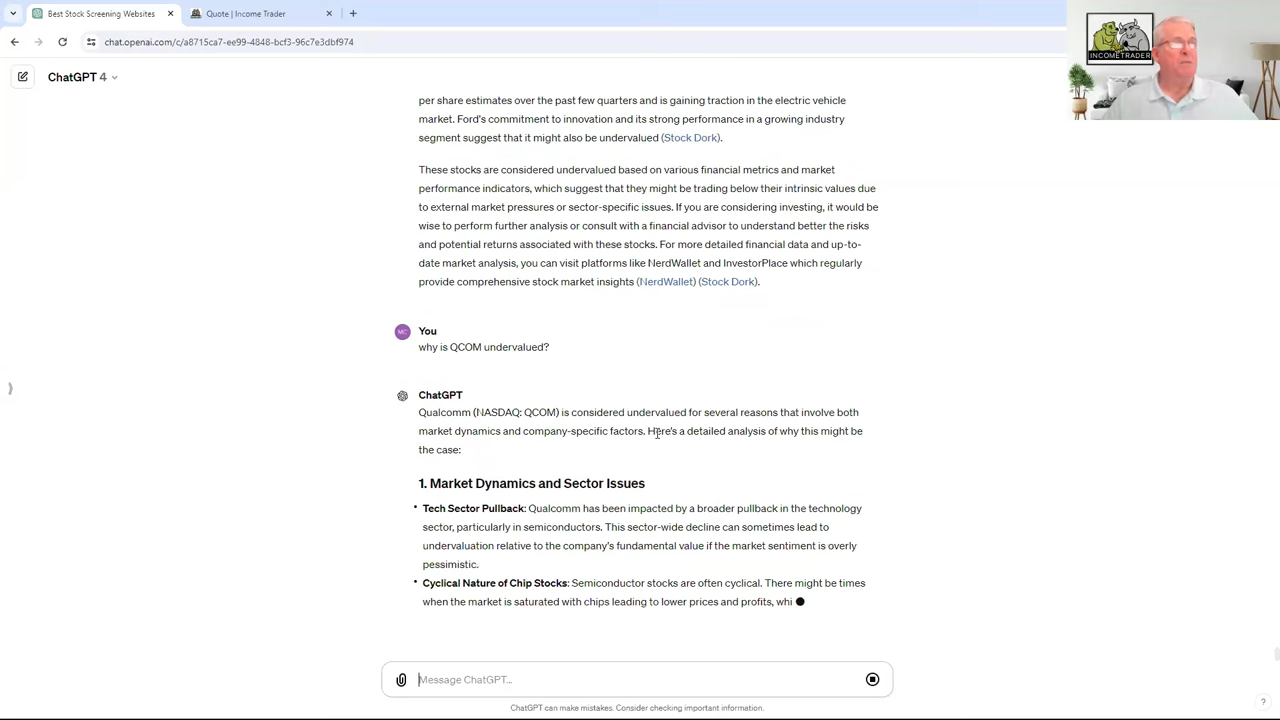 Best Stock Screening Websites
Quote | Income Trader
chat.openai.com/c/a8715ca7-ee99-4848-bcf3-96c7e3dbf974
INCOMETRADER
ChatGPT 4
per share estimates over the past few quarters and is gaining traction in the electric vehicle
market. Ford's commitment to innovation and its strong performance in a growing industry
segment suggest that it might also be undervalued (Stock Dork).
These stocks are considered undervalued based on various financial metrics and market
performance indicators, which suggest that they might be trading below their intrinsic values due
to external market pressures or sector-specific issues. If you are considering investing, it would be
wise to perform further analysis or consult with a financial advisor to understand better the risks
and potential returns associated with these stocks. For more detailed financial data and up-to-
date market analysis, you can visit platforms like NerdWallet and InvestorPlace which regularly
provide comprehensive stock market insights (NerdWallet) (Stock Dork).
MC
You
why is QCOM undervalued?
ChatGPT
Qualcomm (NASDAQ: QCOM) is considered undervalued for several reasons that involve both
market dynamics and company-specific factors. Here's a detailed analysis of why this might be
the case:
1. Market Dynamics and Sector Issues
• Tech Sector Pullback: Qualcomm has been impacted by a broader pullback in the technology
sector, particularly in semiconductors. This sector-wide decline can sometimes lead to
undervaluation relative to the company's fundamental value if the market sentiment is overly
pessimistic.
• Cyclical Nature of Chip Stocks: Semiconductor stocks are often cyclical. There might be times
when the market is saturated with chips leading to lower prices and profits, whi
Message ChatGPT...
ChatGPT can make mistakes. Consider checking important information.
?